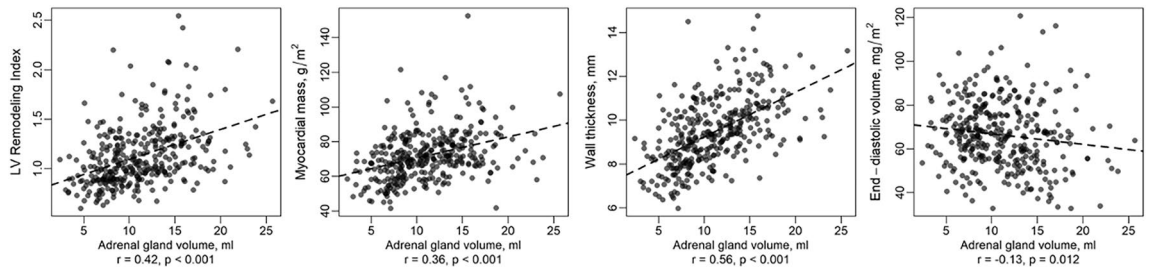 LV Remodeling Index
2.5
2.0
1.5
1.0
5 10 15 20 25
Adrenal gland volume, ml
r = 0.42, p < 0.001
Myocardial mass, g/m²
140
120
100
80
60
40
5 10 15 20 25
Adrenal gland volume, ml
r = 0.36, p < 0.001
Wall thickness, mm
14
12
10
8
6
5 10 15 20 25
Adrenal gland volume, ml
r = 0.56, p < 0.001
End – diastolic volume, mg/m²
120
100
80
60
40
5 10 15 20 25
Adrenal gland volume, ml
r = -0.13, p = 0.012